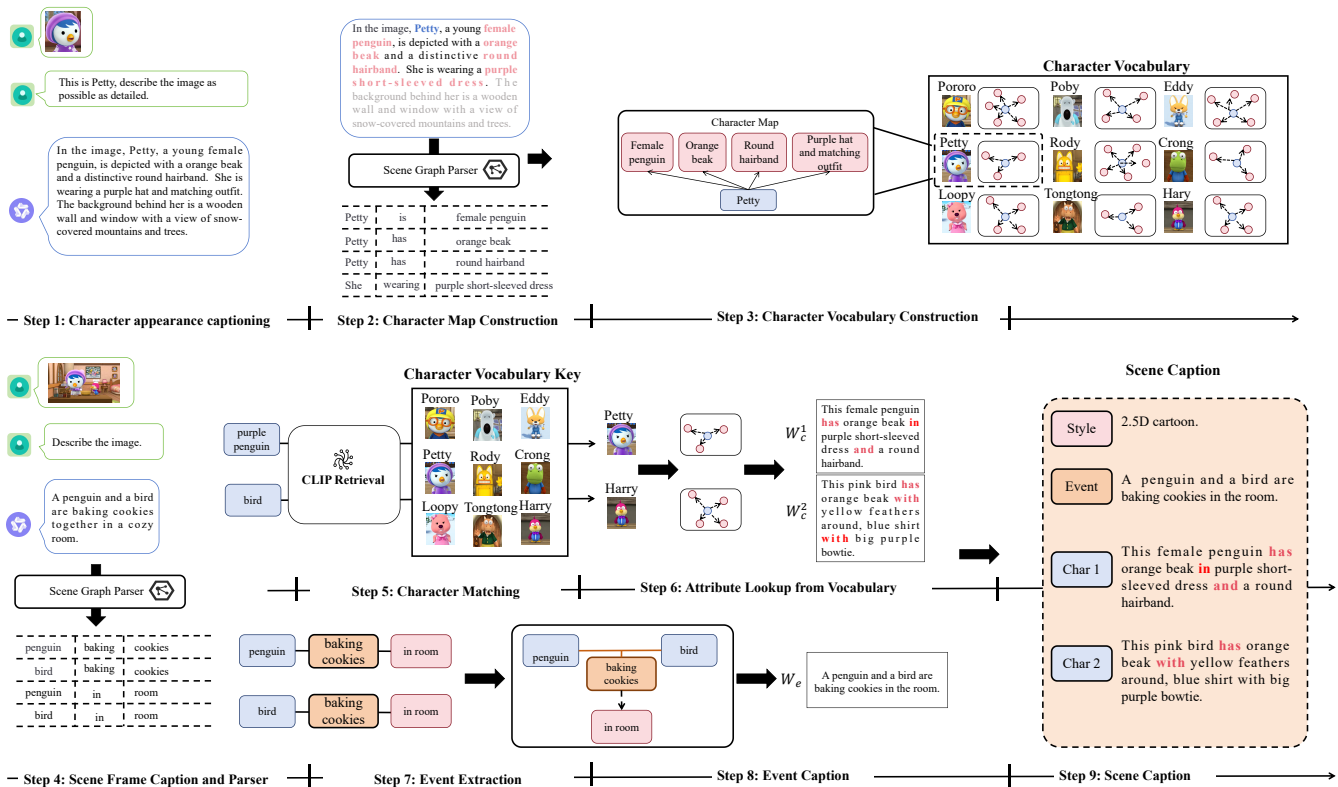 This is Petty, describe the image as
possible as detailed.
In the image, Petty, a young female
penguin, is depicted with a orange beak
and a distinctive round hairband. She is
wearing a purple hat and matching outfit.
The background behind her is a wooden
wall and window with a view of snow-
covered mountains and trees.
In the image, Petty, a young female
penguin, is depicted with a orange
beak and a distinctive round
hairband. She is wearing a purple
short-sleeved dress. The
background behind her is a wooden
wall and window with a view of
snow-covered mountains and trees.
Scene Graph Parser
Petty is female penguin
Petty has orange beak
Petty has round hairband
She wearing purple short-sleeved dress
Character Map
Female
penguin
Orange
beak
Round
hairband
Purple hat
and matching
outfit
Petty
Character Vocabulary
Pororo Poby Eddy
Petty Rody Crong
Loopy Tongtong Hary
Step 1: Character appearance captioning
Step 2: Character Map Construction
Step 3: Character Vocabulary Construction
Describe the image.
A penguin and a bird
are baking cookies
together in a cozy
room.
Scene Graph Parser
penguin baking cookies
bird baking cookies
penguin in room
bird in room
purple
penguin
bird
CLIP Retrieval
Character Vocabulary Key
Pororo Poby Eddy
Petty Rody Crong
Loopy Tongtong Harry
Petty
Harry
W_c^1
This female penguin
has orange beak in
purple short-sleeved
dress and a round
hairband.
W_c^2
This pink bird has
orange beak with
yellow feathers
around, blue shirt
with big purple
bowtie.
Step 5: Character Matching
Step 6: Attribute Lookup from Vocabulary
penguin
baking
cookies
in room
bird
baking
cookies
in room
penguin
bird
baking
cookies
in room
W_e
A penguin and a bird are
baking cookies in the room.
Scene Caption
Style
2.5D cartoon.
Event
A penguin and a bird are
baking cookies in the room.
Char 1
This female penguin has
orange beak in purple short-
sleeved dress and a round
hairband.
Char 2
This pink bird has orange
beak with yellow feathers
around, blue shirt with big
purple bowtie.
Step 4: Scene Frame Caption and Parser
Step 7: Event Extraction
Step 8: Event Caption
Step 9: Scene Caption